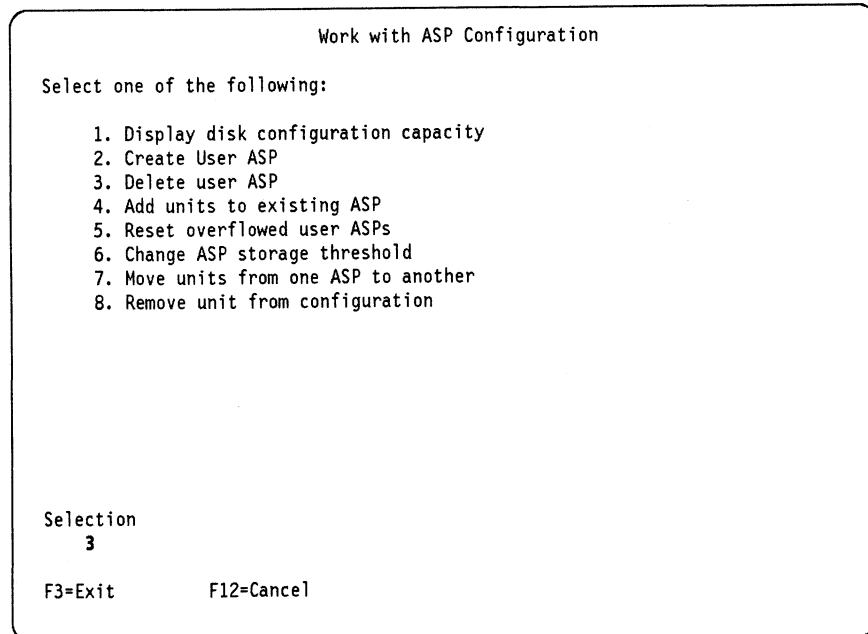 Work with ASP Configuration
Select one of the following:
1. Display disk configuration capacity
2. Create User ASP
3. Delete user ASP
4. Add units to existing ASP
5. Reset overflowed user ASPs
6. Change ASP storage threshold
7. Move units from one ASP to another
8. Remove unit from configuration
Selection
3
F3=Exit F12=Cancel